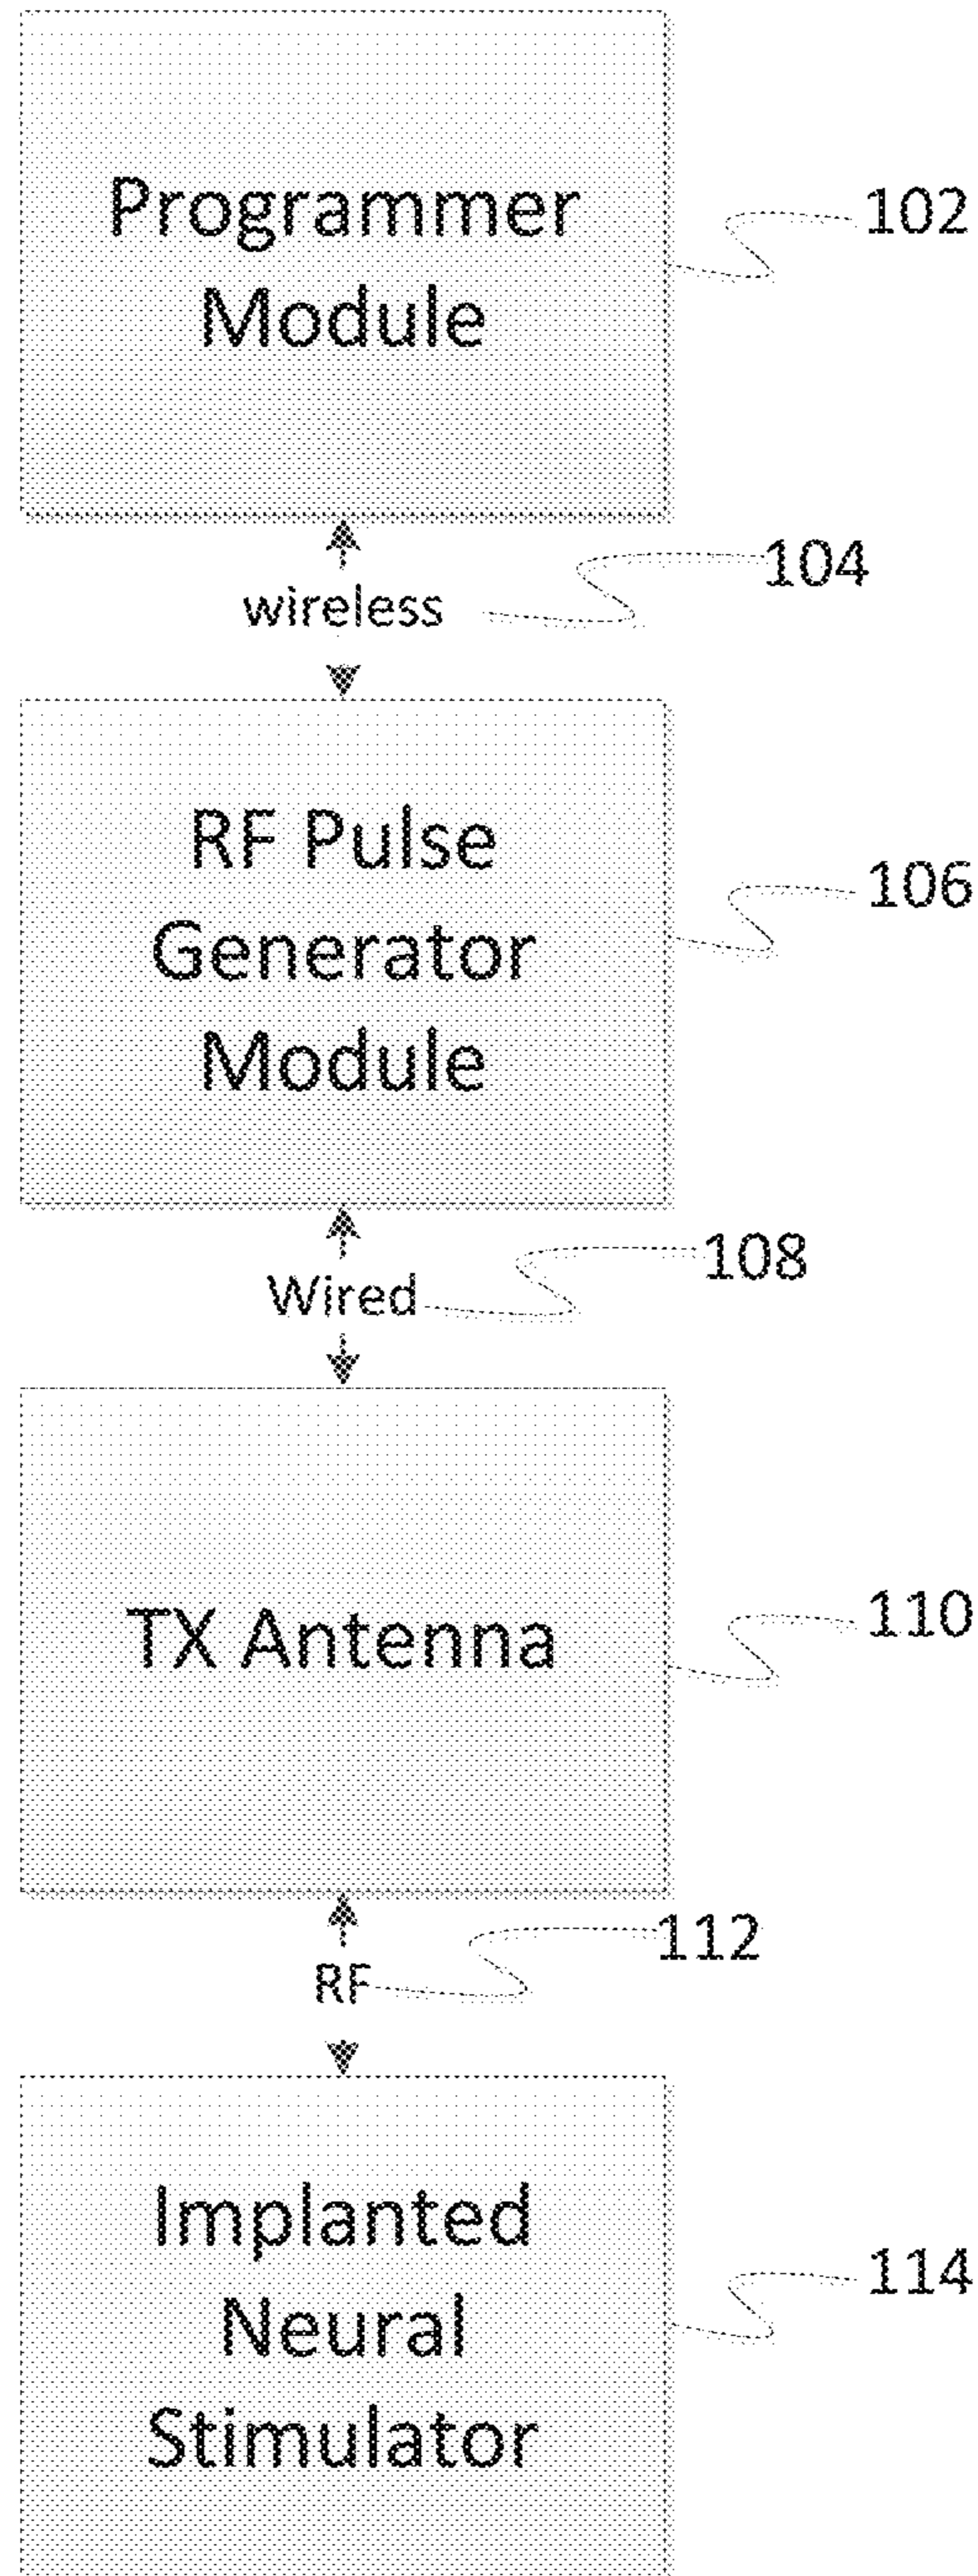 Programmer
Module
102
wireless
104
RF Pulse
Generator
Module
106
Wired
108
TX Antenna
110
RF
112
Implanted
Neural
Stimulator
114